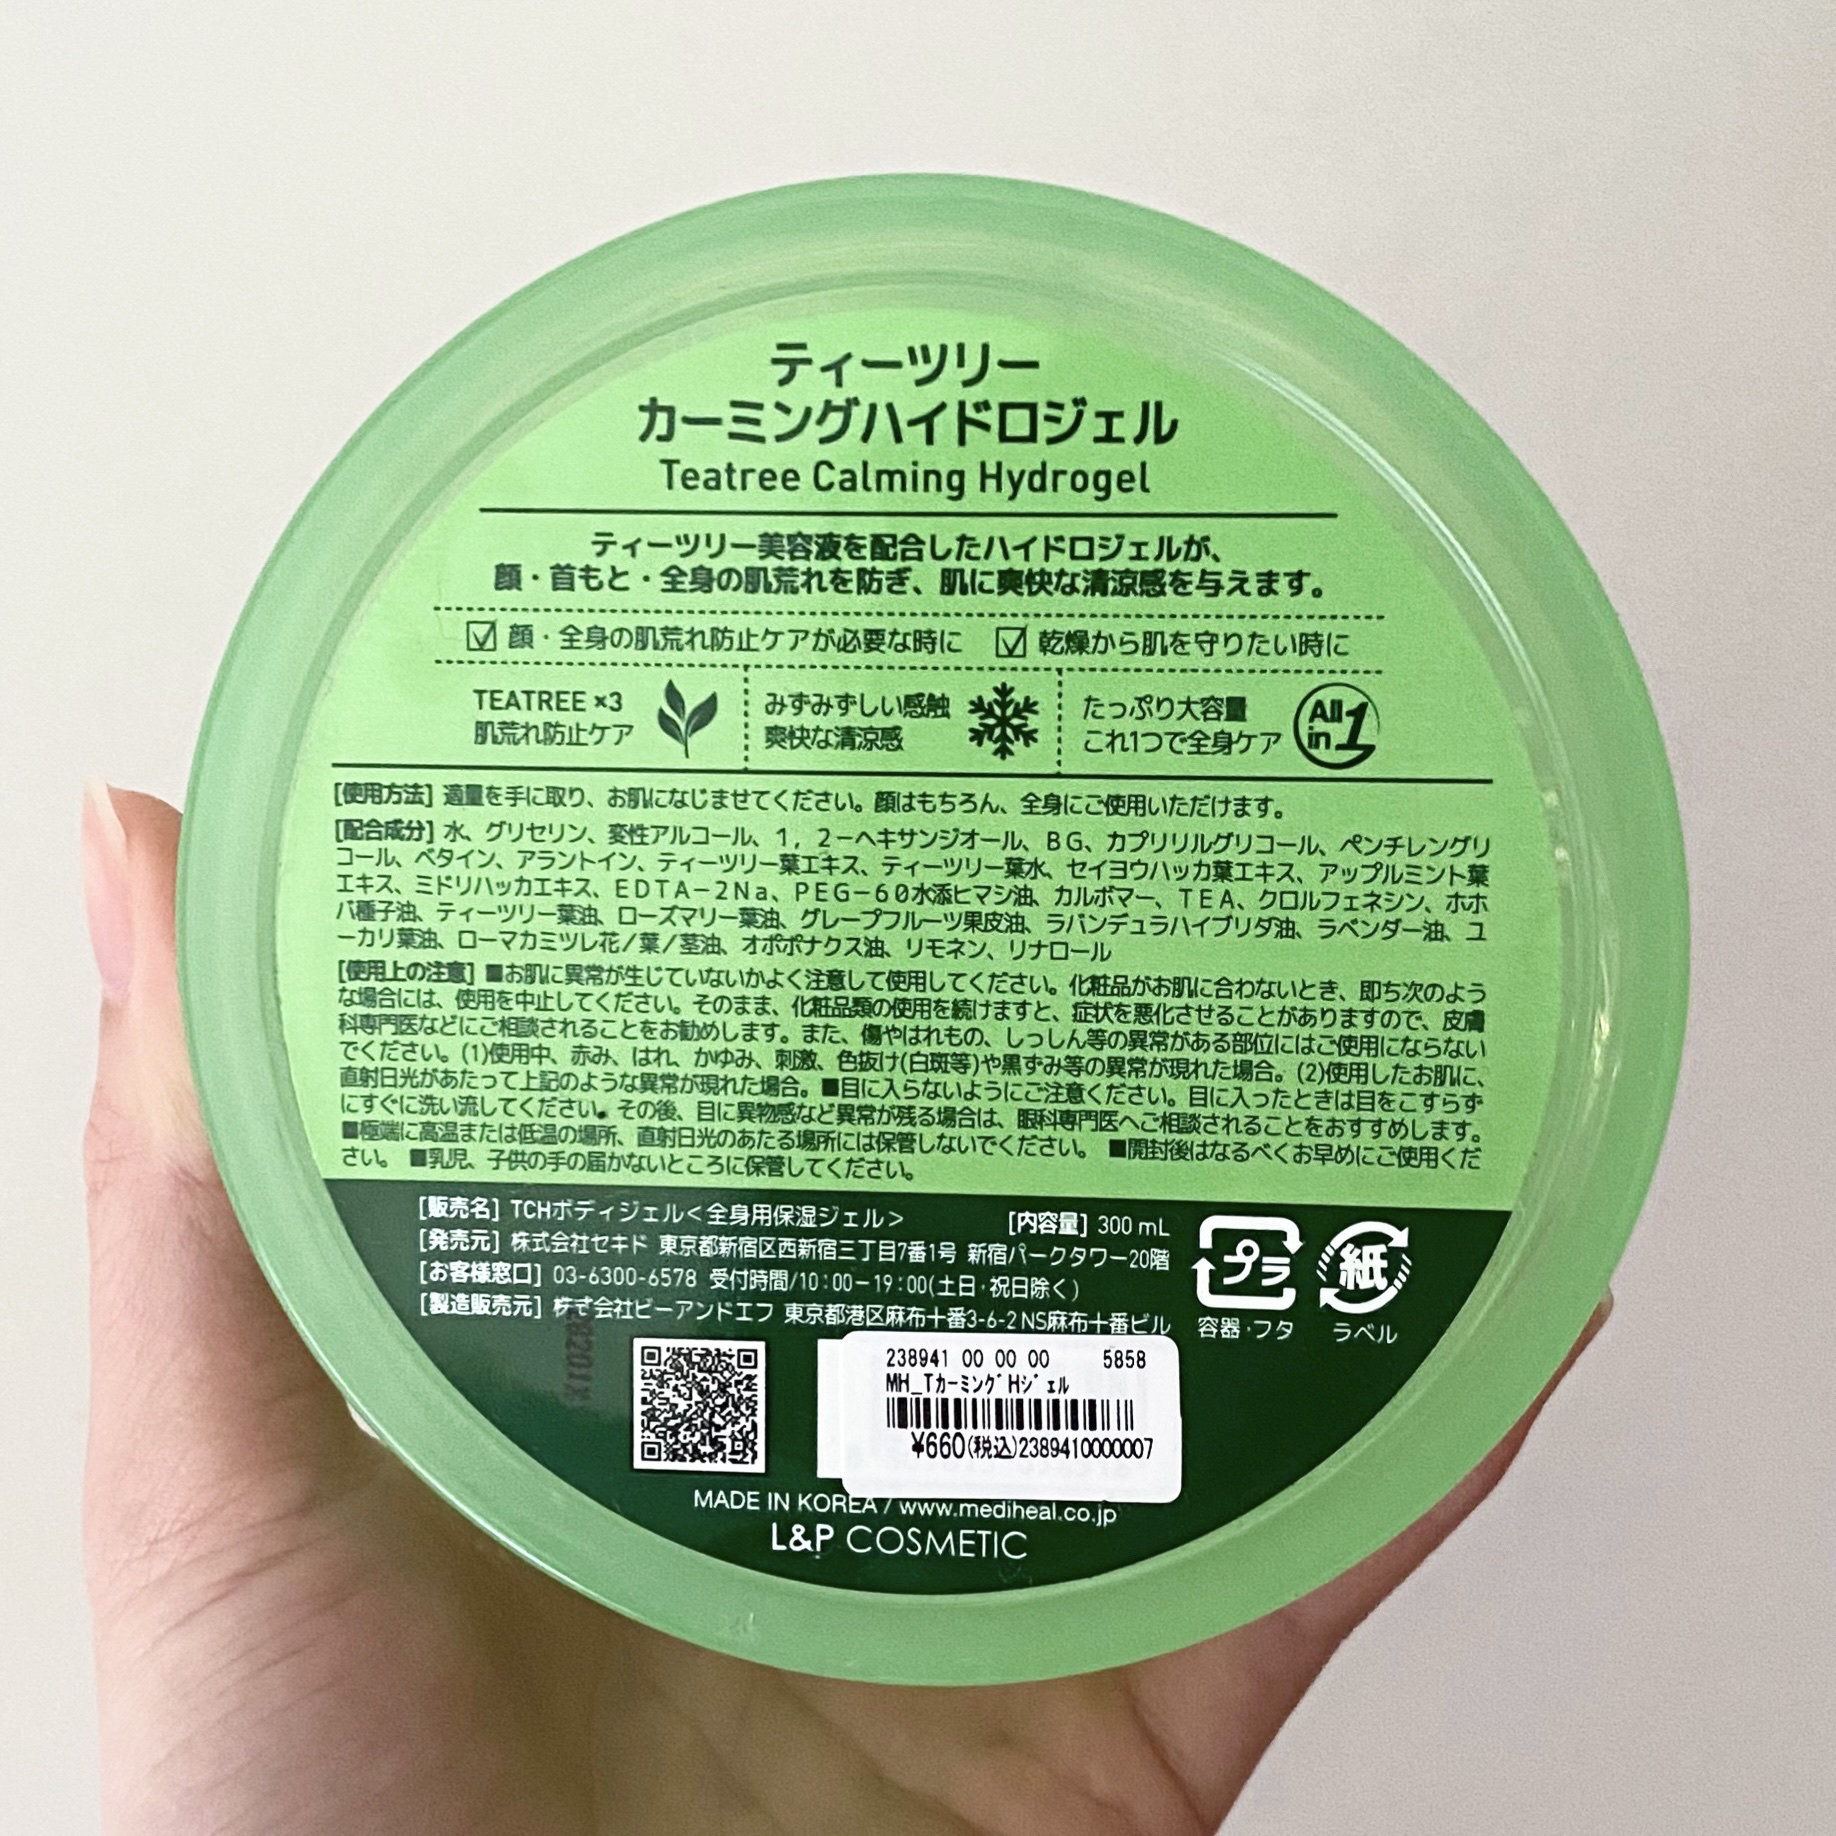 ティーツリー
カーミングハイドロジェル
Teatree Calming Hydrogel
ティーツリー美容液を配合したハイドロジェルが、
顔・首もと・全身の肌荒れを防ぎ、肌に爽快な清涼感を与えます。
顔・全身の肌荒れ防止ケアが必要な時に 乾燥から肌を守りたい時に
TEATREE ×3
肌荒れ防止ケア
みずみずしい感触
爽快な清涼感
たっぷり大容量
これ1つで全身ケア
All in 1
[使用方法] 適量を手に取り、お肌になじませてください。顔はもちろん、全身にご使用いただけます。
[配合成分] 水、グリセリン、変性アルコール、１，２－ヘキサンジオール、ＢＧ、カプリリルグリコール、ペンチレングリ
コール、ベタイン、アラントイン、ティーツリー葉エキス、ティーツリー葉水、セイヨウハッカ葉エキス、アップルミント葉
エキス、ミドリハッカエキス、ＥＤＴＡ－２Ｎａ、ＰＥＧ－６０水添ヒマシ油、カルボマー、ＴＥＡ、クロルフェネシン、ホホ
バ種子油、ティーツリー葉油、ローズマリー葉油、グレープフルーツ果皮油、ラバンデュラハイブリダ油、ラベンダー油、ユ
ーカリ葉油、ローマカミツレ花／葉／茎油、オポポナクス油、リモネン、リナロール
[使用上の注意] ■お肌に異常が生じていないかよく注意して使用してください。化粧品がお肌に合わないとき、即ち次のよう
な場合には、使用を中止してください。そのまま、化粧品類の使用を続けますと、症状を悪化させることがありますので、皮膚
科専門医などにご相談されることをお勧めします。また、傷やはれもの、しっしん等の異常がある部位にはご使用にならない
でください。(1)使用中、赤み、はれ、かゆみ、刺激、色抜け(白斑等)や黒ずみ等の異常が現れた場合。(2)使用したお肌に、
直射日光があたって上記のような異常が現れた場合。■目に入らないようにご注意ください。目に入ったときは目をこすらず
にすぐに洗い流してください。その後、目に異物感など異常が残る場合は、眼科専門医へご相談されることをおすすめします。
■極端に高温または低温の場所、直射日光のあたる場所には保管しないでください。 ■開封後はなるべくお早めにご使用くだ
さい。 ■乳児、子供の手の届かないところに保管してください。
[販売名] TCHボディジェル＜全身用保湿ジェル＞ [内容量] 300 mL
[発売元] 株式会社セキド 東京都新宿区西新宿三丁目7番1号 新宿パークタワー20階
[お客様窓口] 03-6300-6578 受付時間/10:00－19:00(土日・祝日除く)
[製造販売元] 株式会社ビーアンドエフ 東京都港区麻布十番3-6-2 NS麻布十番ビル
プラ
容器・フタ
紙
ラベル
238941 00 00 00 5858
MH_TカーミングHジェル
¥660(税込)2389410000007
MADE IN KOREA / www.mediheal.co.jp
L&P COSMETIC